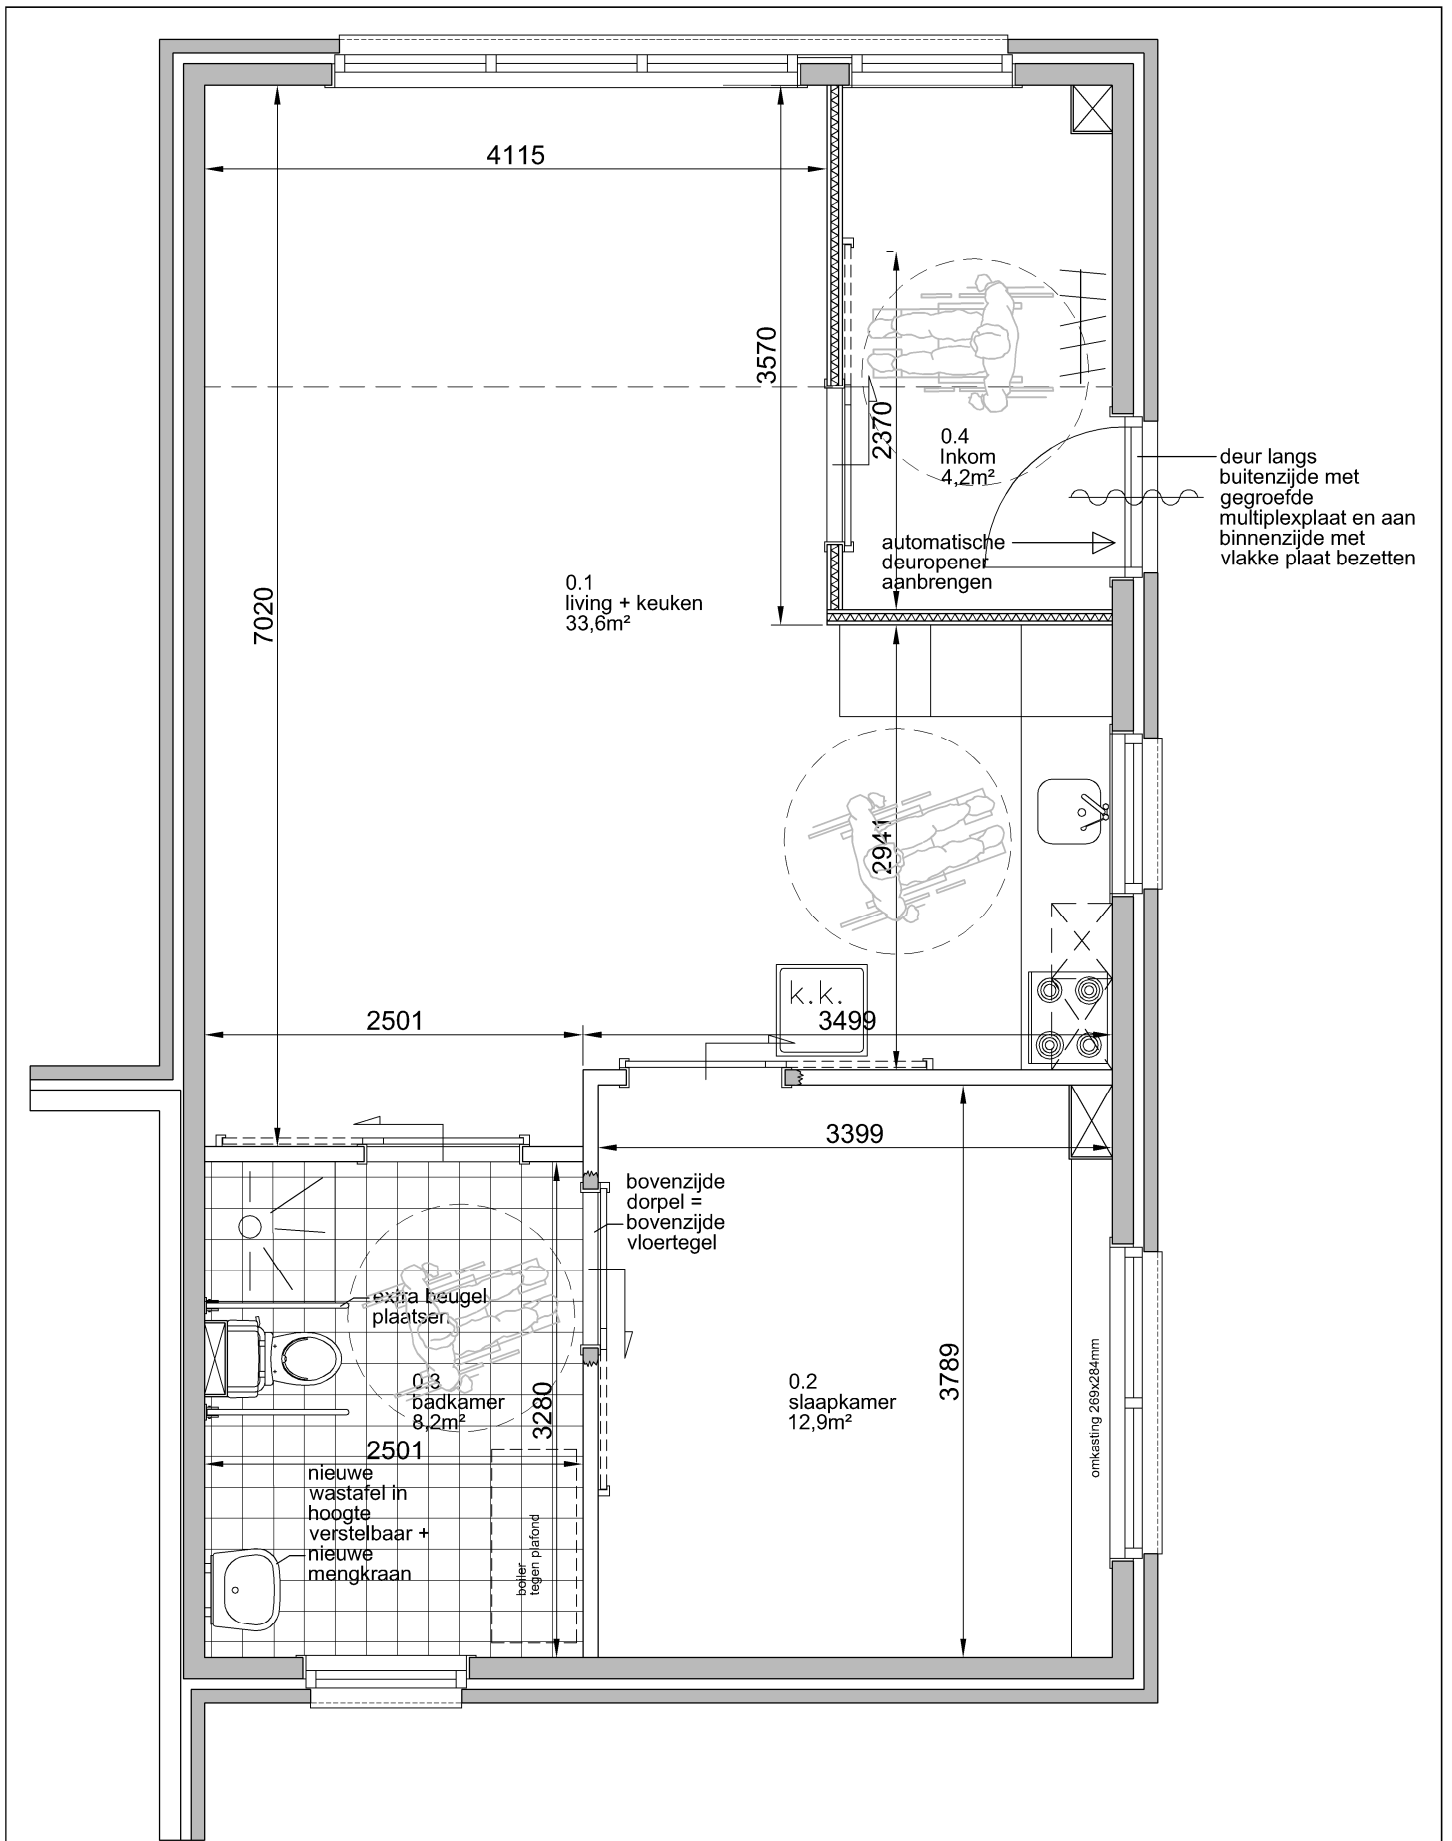 4115
3570
2370
0.4
Inkom
4,2m²
deur langs
buitenzijde met
gegroefde
multiplexplaat en aan
binnenzijde met
vlakke plaat bezetten
automatische
deuropener
aanbrengen
7020
0.1
living + keuken
33,6m²
2941
k.k.
2501
3499
3399
bovenzijde
dorpel =
bovenzijde
vloertegel
extra beugel
plaatsen
0.3
badkamer
8,2m²
3280
2501
nieuwe
wastafel in
hoogte
verstelbaar +
nieuwe
mengkraan
boiler
tegen plafond
0.2
slaapkamer
12,9m²
3789
omkasting 269x284mm